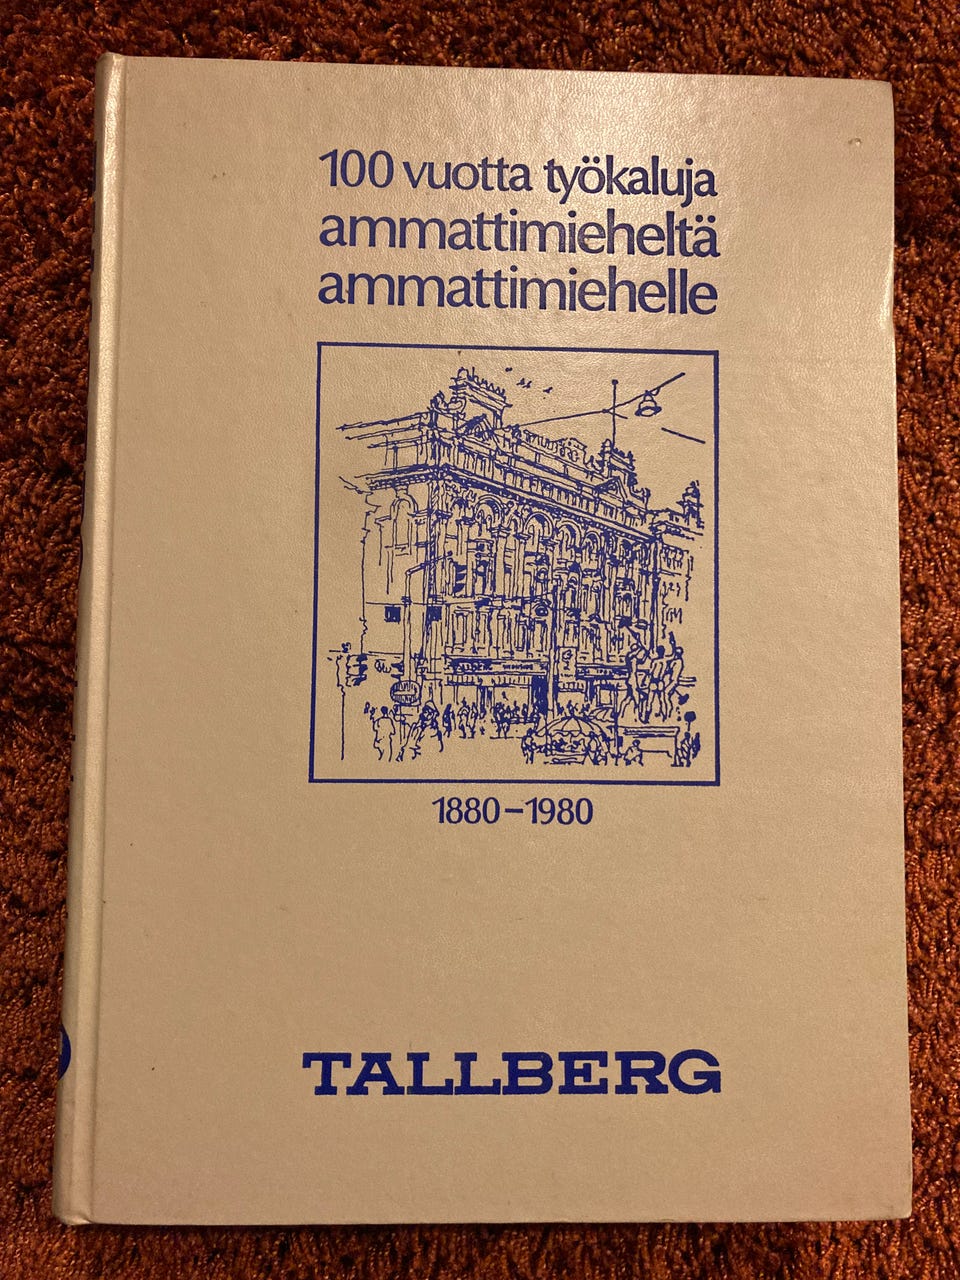 100 vuotta työkaluja
ammattimieheltä
ammattimiehelle
1880–1980
TALLBERG